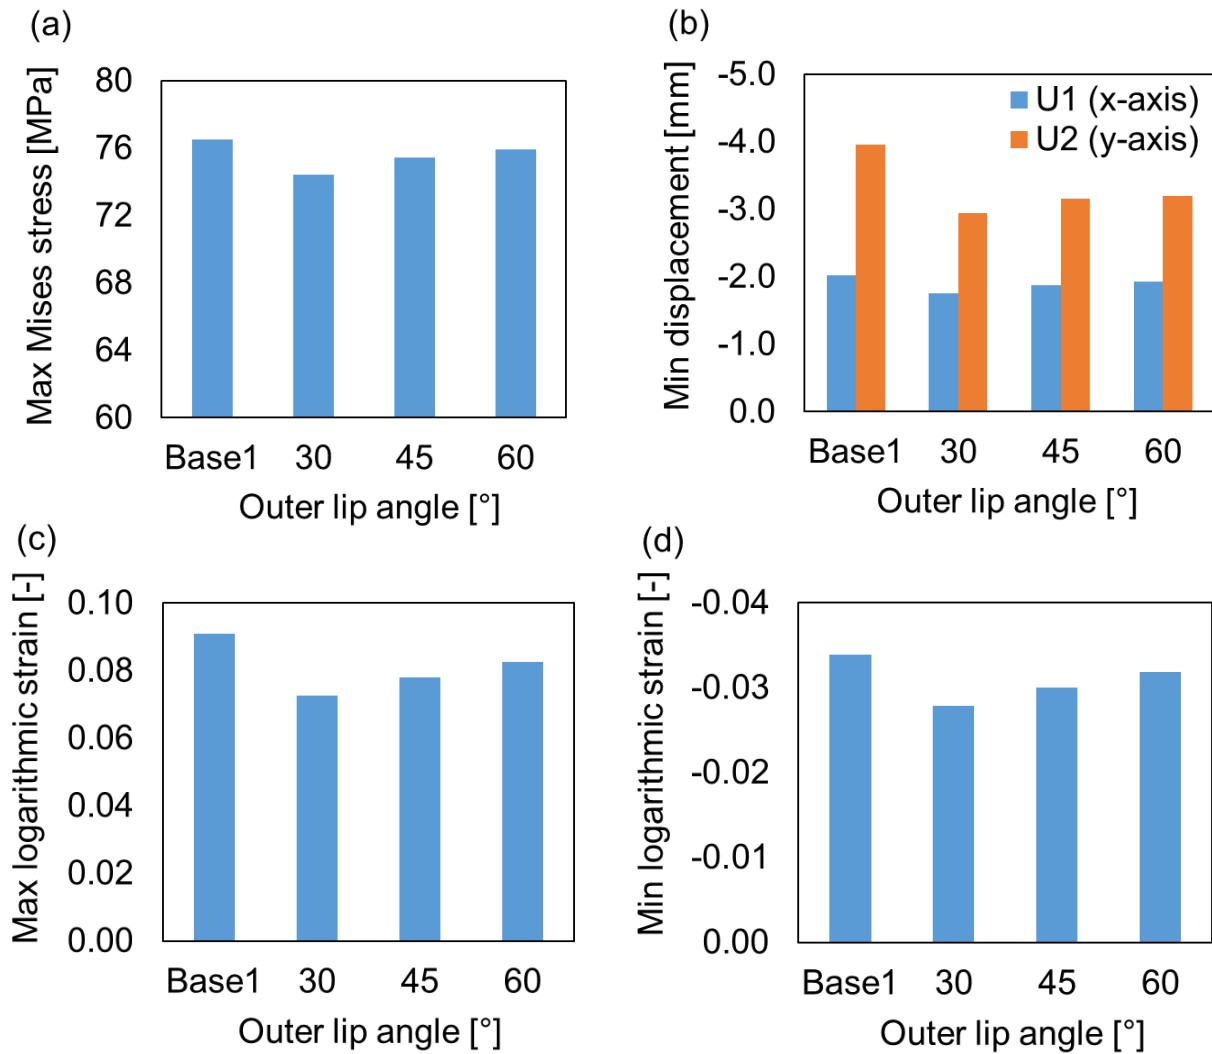 (a)
Max Mises stress [MPa]
80
76
72
68
64
60
Base1 30 45 60
Outer lip angle [°]
(b)
Min displacement [mm]
-5.0
-4.0
-3.0
-2.0
-1.0
0.0
U1 (x-axis)
U2 (y-axis)
Base1 30 45 60
Outer lip angle [°]
(c)
Max logarithmic strain [-]
0.10
0.08
0.06
0.04
0.02
0.00
Base1 30 45 60
Outer lip angle [°]
(d)
Min logarithmic strain [-]
-0.04
-0.03
-0.02
-0.01
0.00
Base1 30 45 60
Outer lip angle [°]